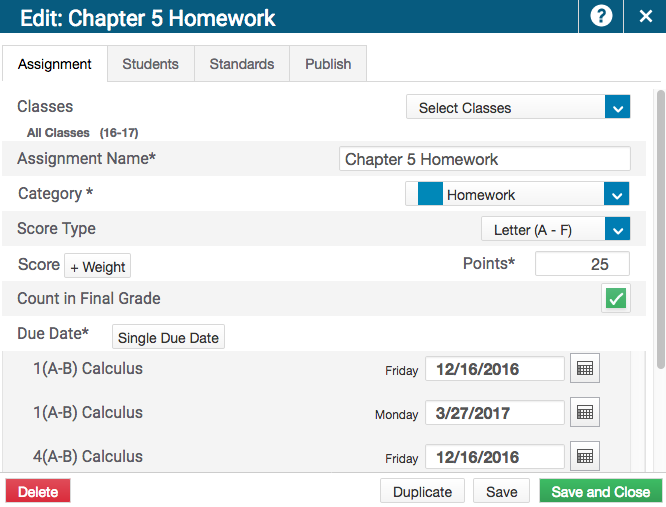 Edit: Chapter 5 Homework ? ×
Assignment Students Standards Publish
Classes Select Classes
All Classes (16-17)
Assignment Name* Chapter 5 Homework
Category * Homework
Score Type Letter (A - F)
Score + Weight Points* 25
Count in Final Grade
Due Date* Single Due Date
1(A-B) Calculus Friday 12/16/2016
1(A-B) Calculus Monday 3/27/2017
4(A-B) Calculus Friday 12/16/2016
Delete Duplicate Save Save and Close